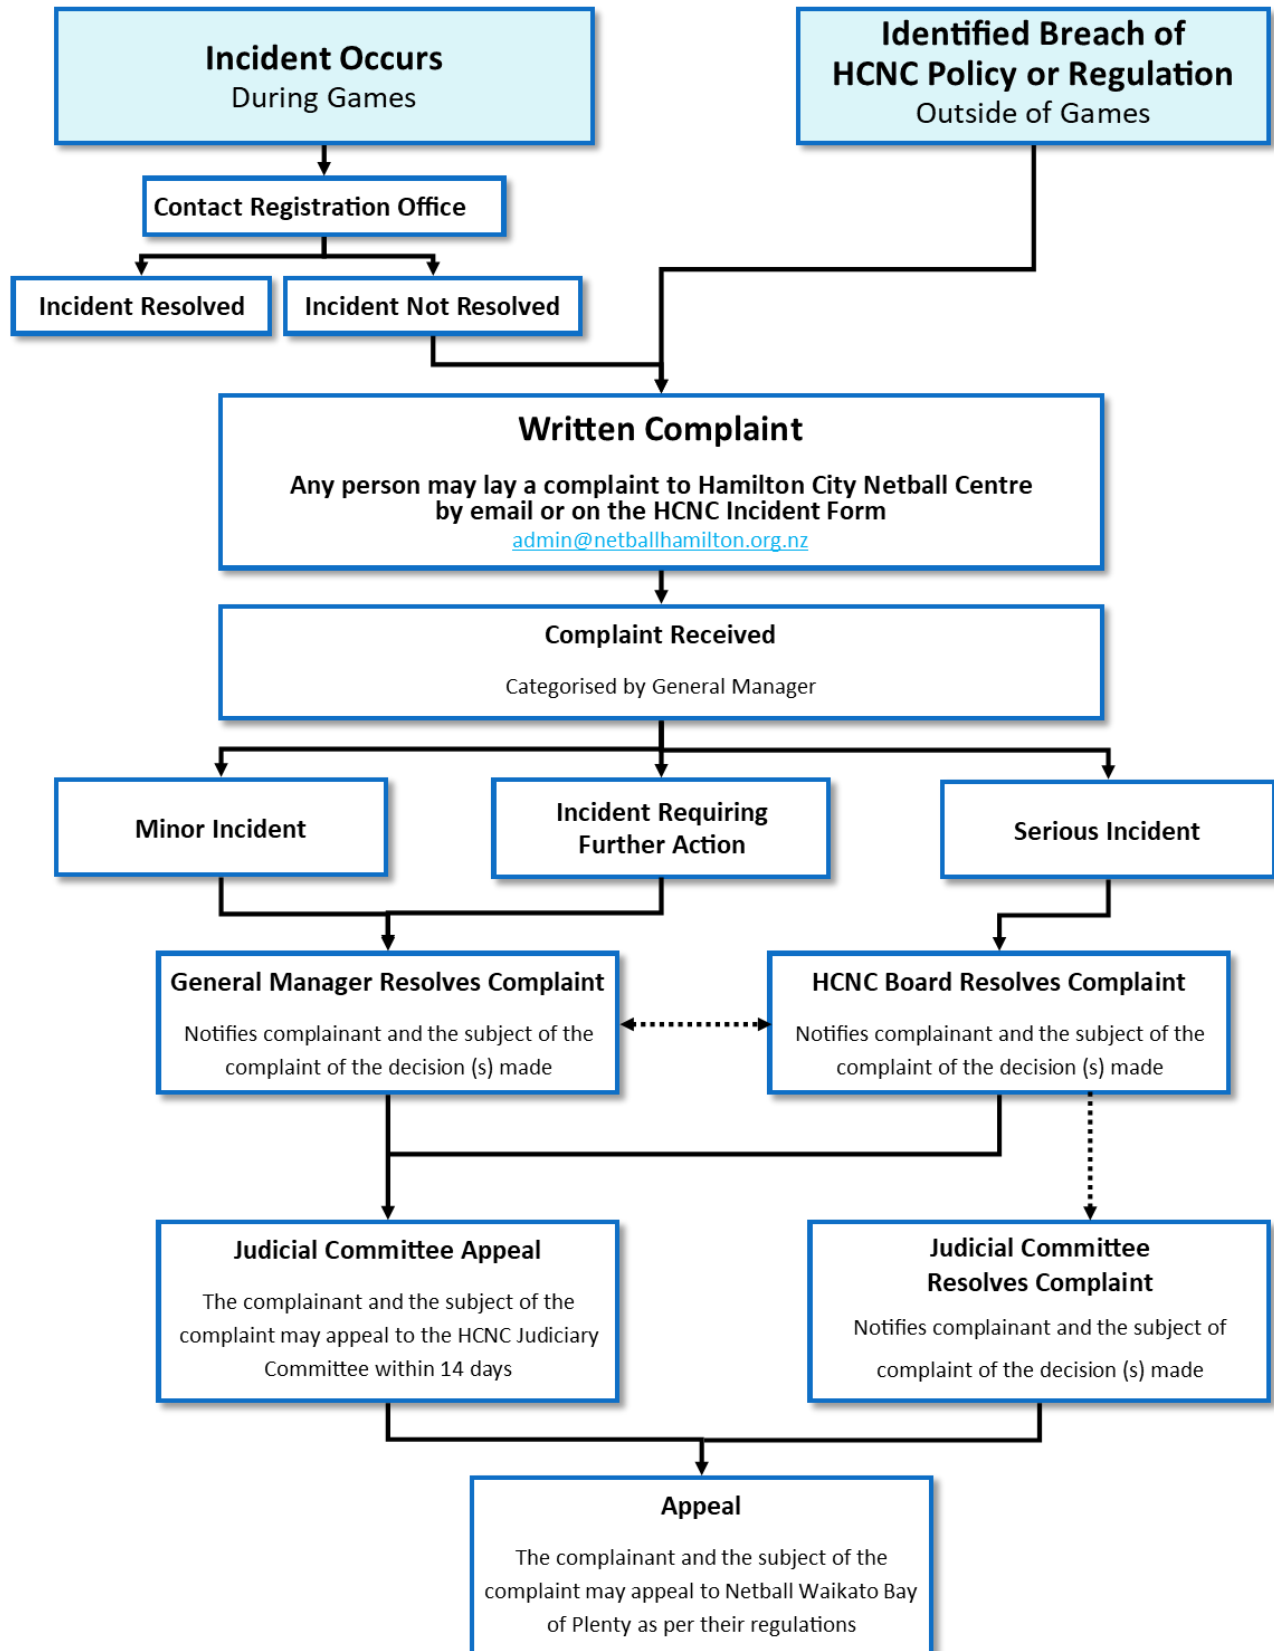 Incident Occurs
During Games
Identified Breach of
HCNC Policy or Regulation
Outside of Games
Contact Registration Office
Incident Resolved
Incident Not Resolved
Written Complaint
Any person may lay a complaint to Hamilton City Netball Centre
by email or on the HCNC Incident Form
admin@netballhamilton.org.nz
Complaint Received
Categorised by General Manager
Minor Incident
Incident Requiring
Further Action
Serious Incident
General Manager Resolves Complaint
Notifies complainant and the subject of the
complaint of the decision (s) made
HCNC Board Resolves Complaint
Notifies complainant and the subject of the
complaint of the decision (s) made
Judicial Committee Appeal
The complainant and the subject of the
complaint may appeal to the HCNC Judiciary
Committee within 14 days
Judicial Committee
Resolves Complaint
Notifies complainant and the subject of
complaint of the decision (s) made
Appeal
The complainant and the subject of the
complaint may appeal to Netball Waikato Bay
of Plenty as per their regulations